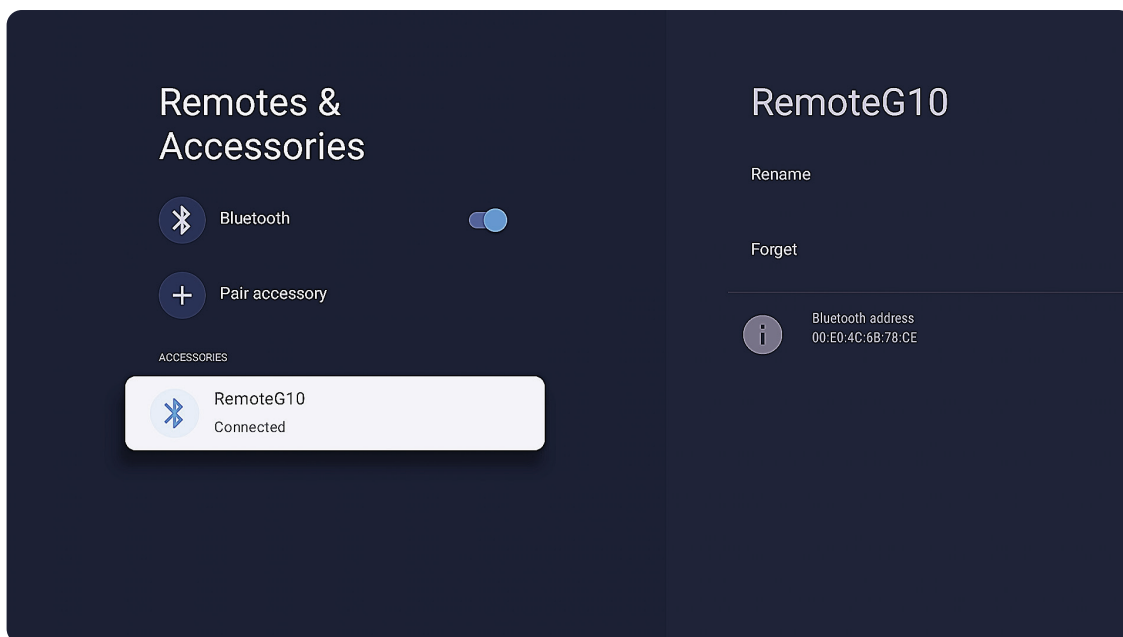 Remotes &
Accessories
Bluetooth
Pair accessory
ACCESSORIES
RemoteG10
Connected
RemoteG10
Rename
Forget
Bluetooth address
00:E0:4C:6B:78:CE